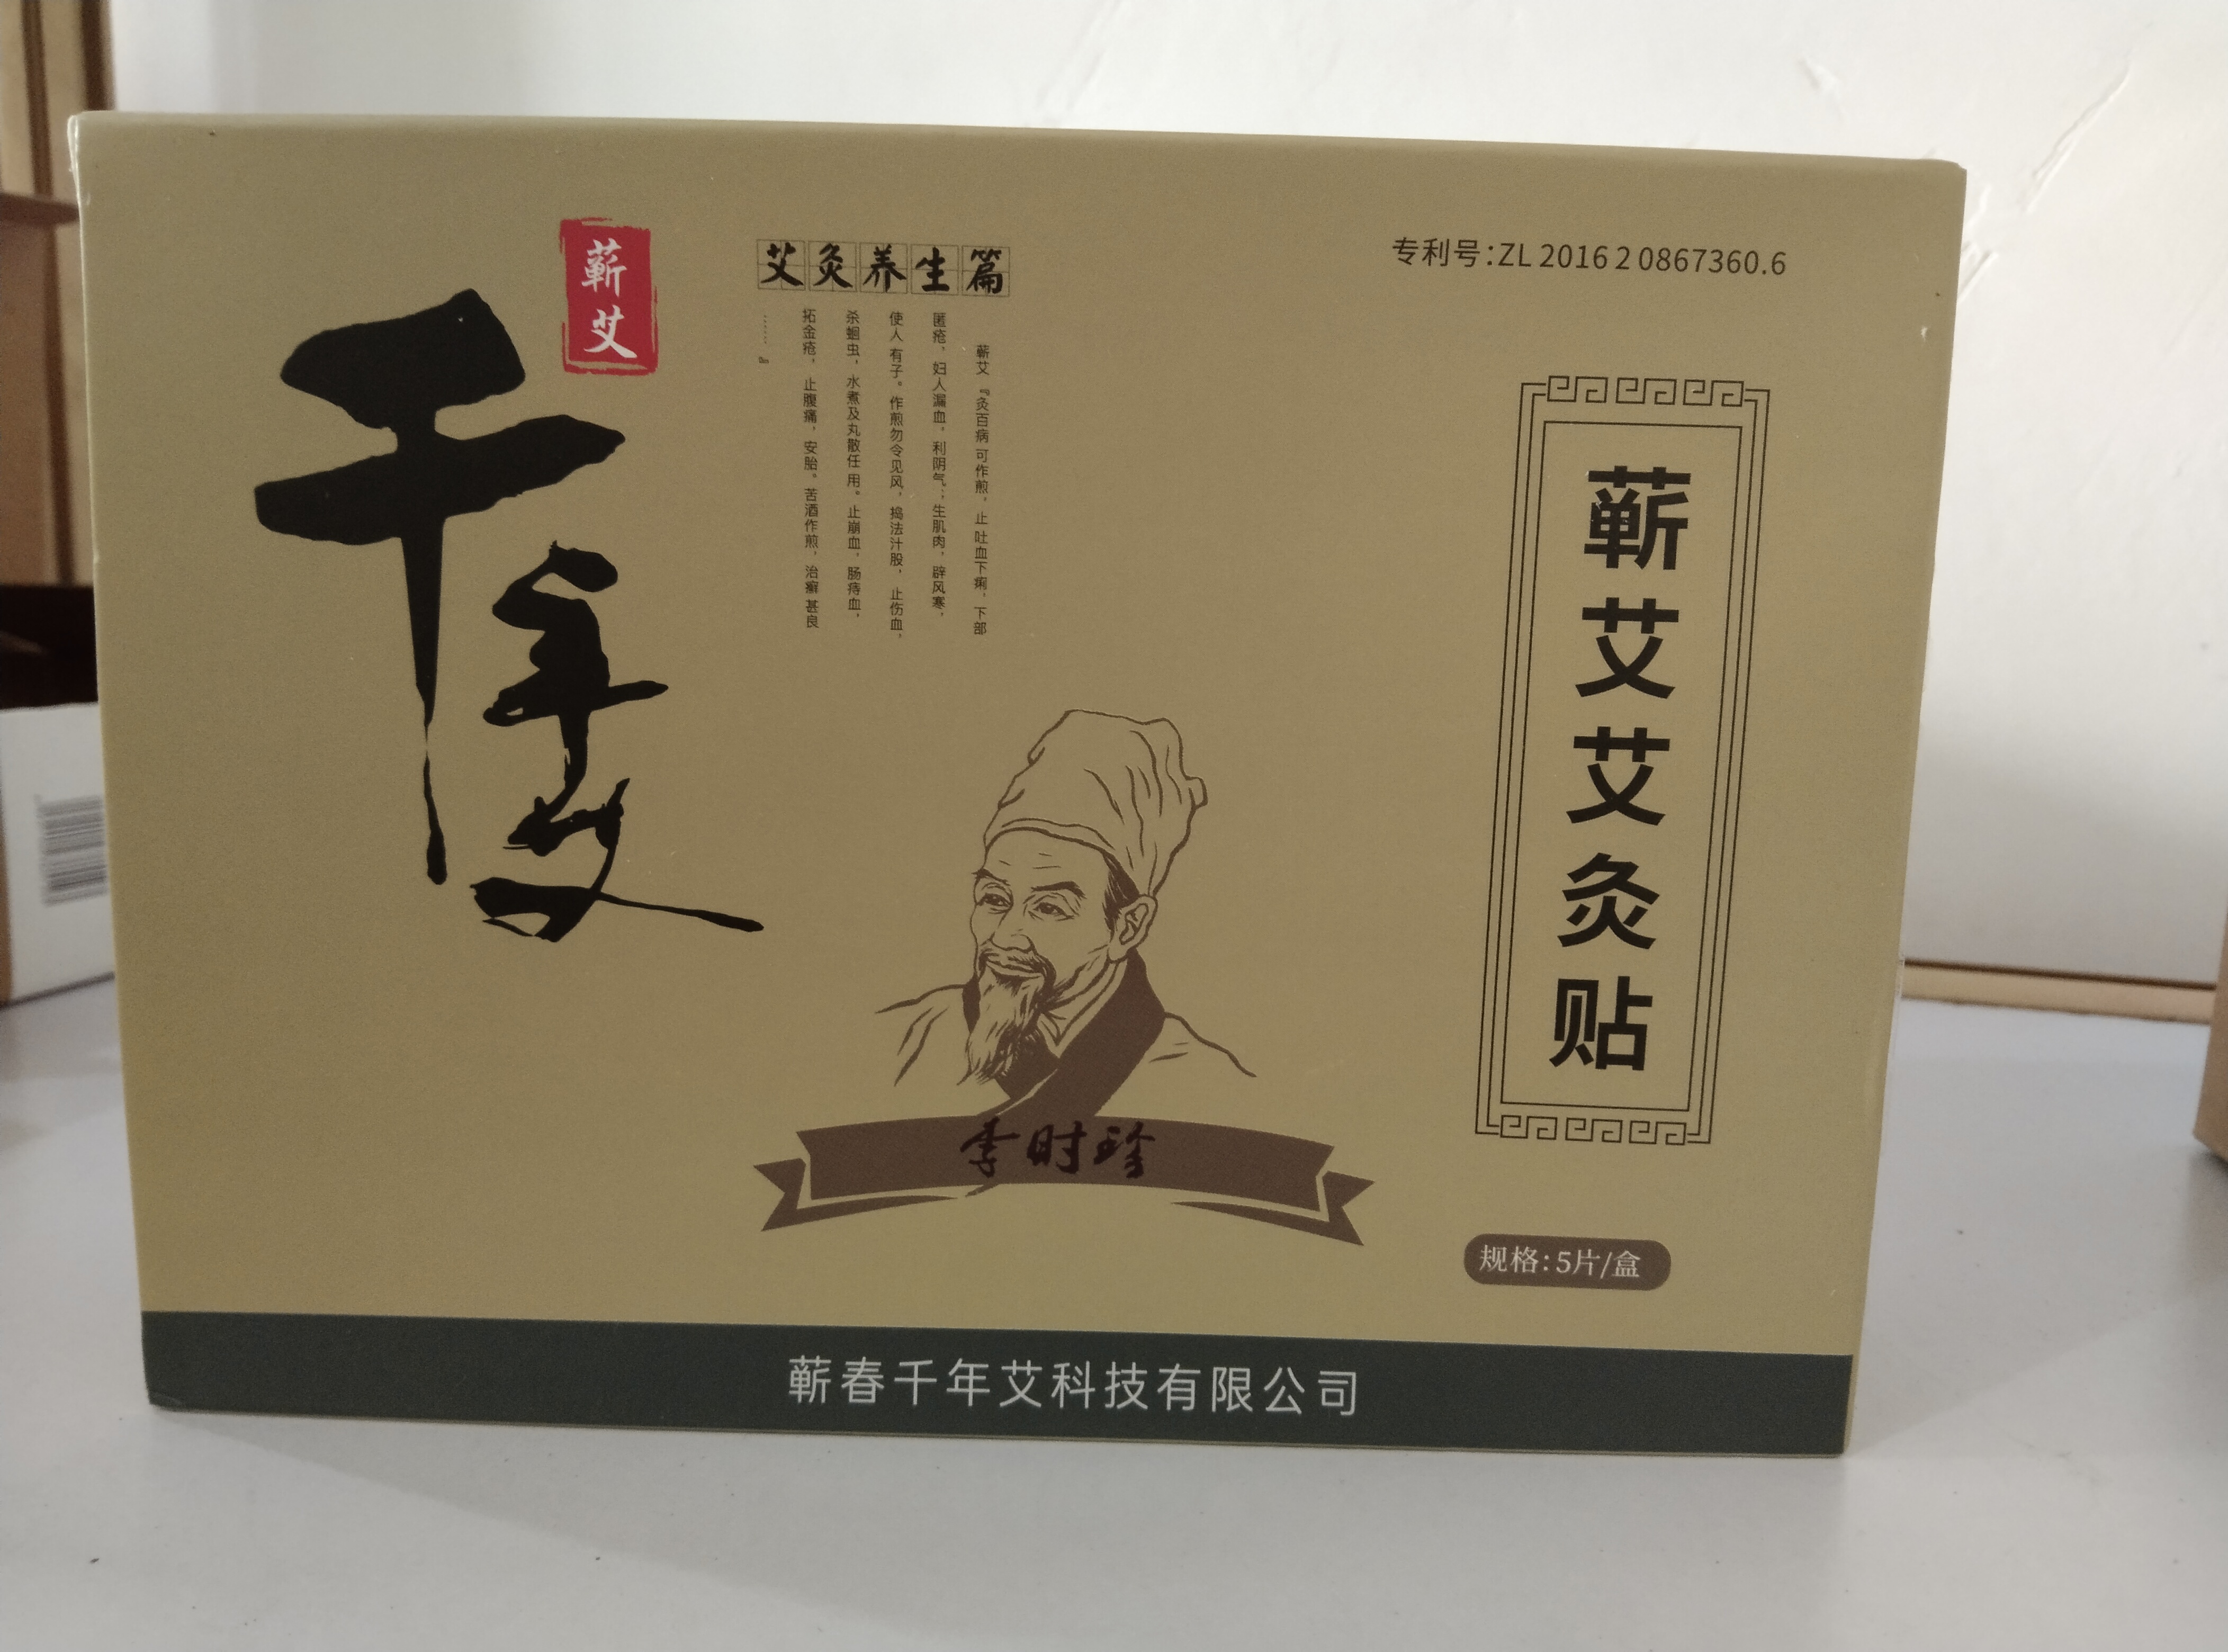 蕲艾
千年艾
艾灸养生篇
蕲艾『灸百病可作煎，止吐血下痢，下部
匿疮，妇人漏血，利阴气；生肌肉，辟风寒，
使人有子。作煎勿令见风，捣法汁股，止伤血，
杀蛔虫，水煮及丸散任用。止崩血，肠痔血，
拓金疮，止腹痛，安胎。苦酒作煎，治癣甚良
……』
专利号:ZL 2016 2 0867360.6
蕲艾艾灸贴
李时珍
规格:5片/盒
蕲春千年艾科技有限公司